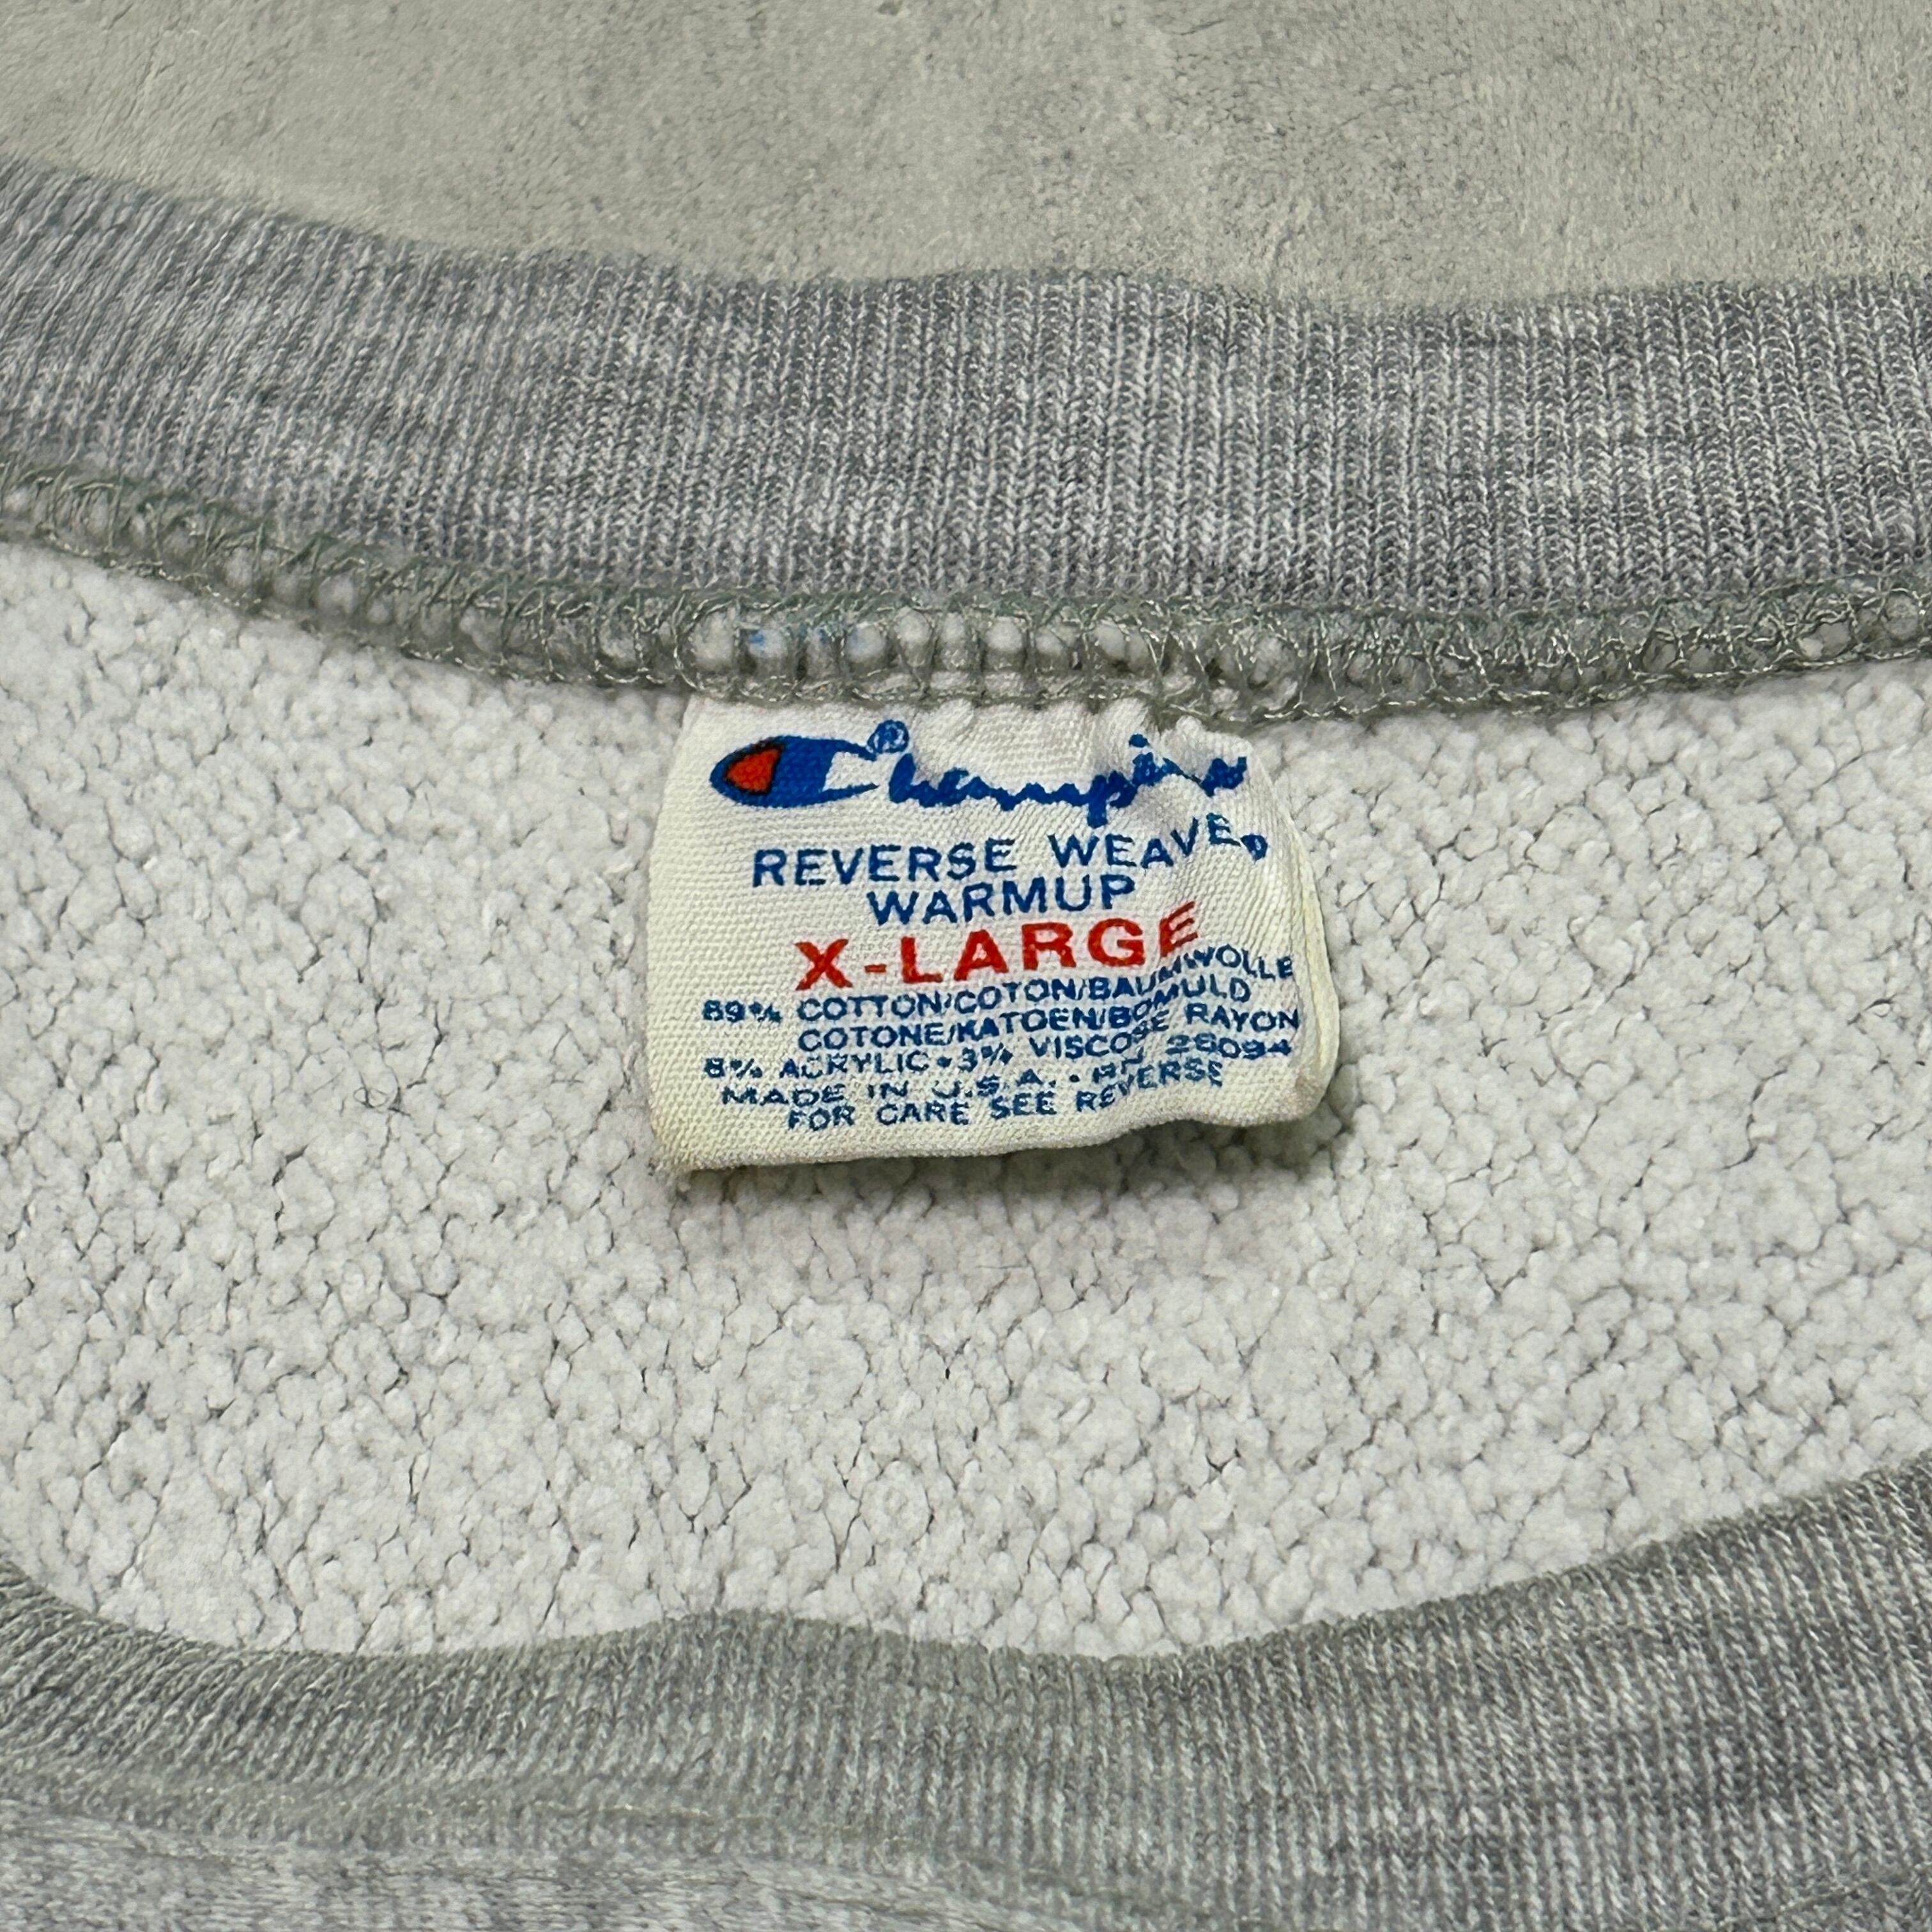 Champion®
REVERSE WEAVE®
WARMUP
X-LARGE
89% COTTON/COTON/BAUMWOLLE
COTONE/KATOEN/BOMULD
8% ACRYLIC • 3% VISCOSE RAYON
MADE IN U.S.A. • RN 26094
FOR CARE SEE REVERSE